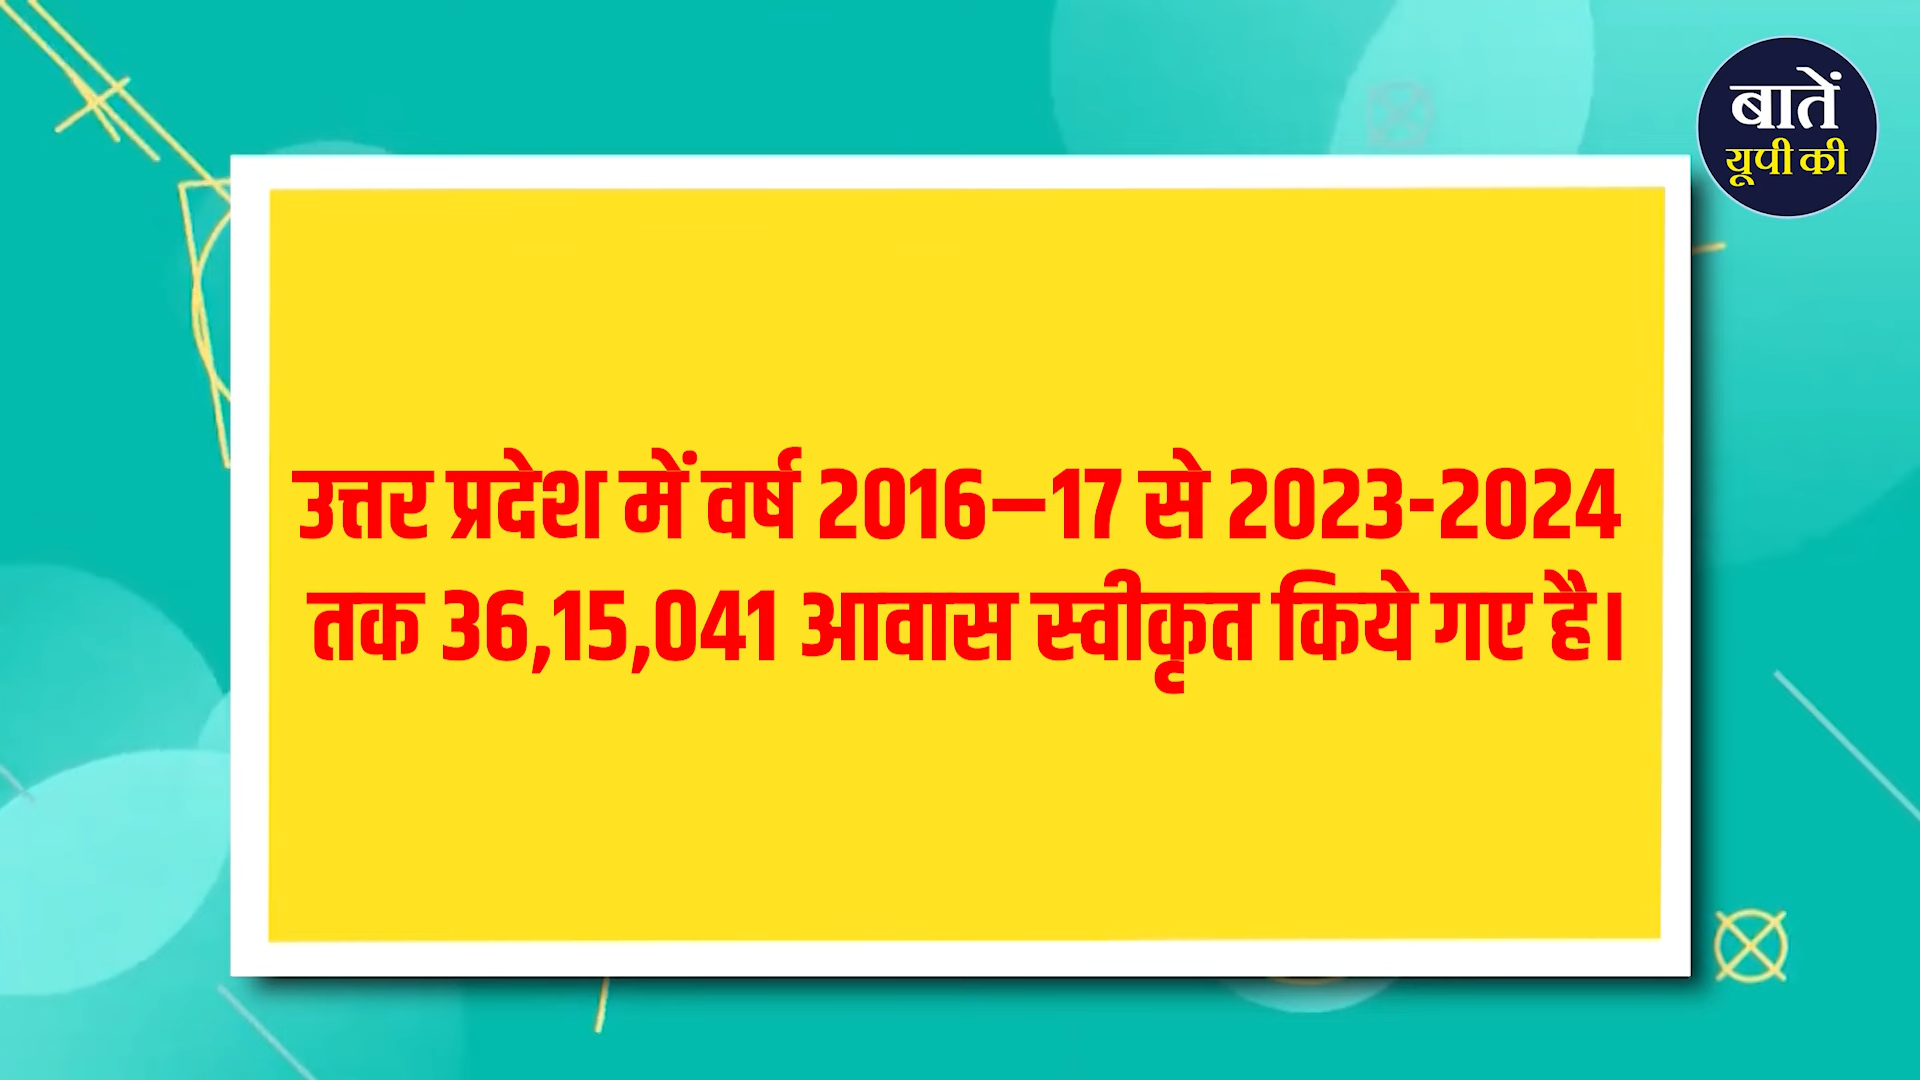 बातें
यूपी की
उत्तर प्रदेश में वर्ष 2016–17 से 2023-2024
तक 36,15,041 आवास स्वीकृत किये गए है।